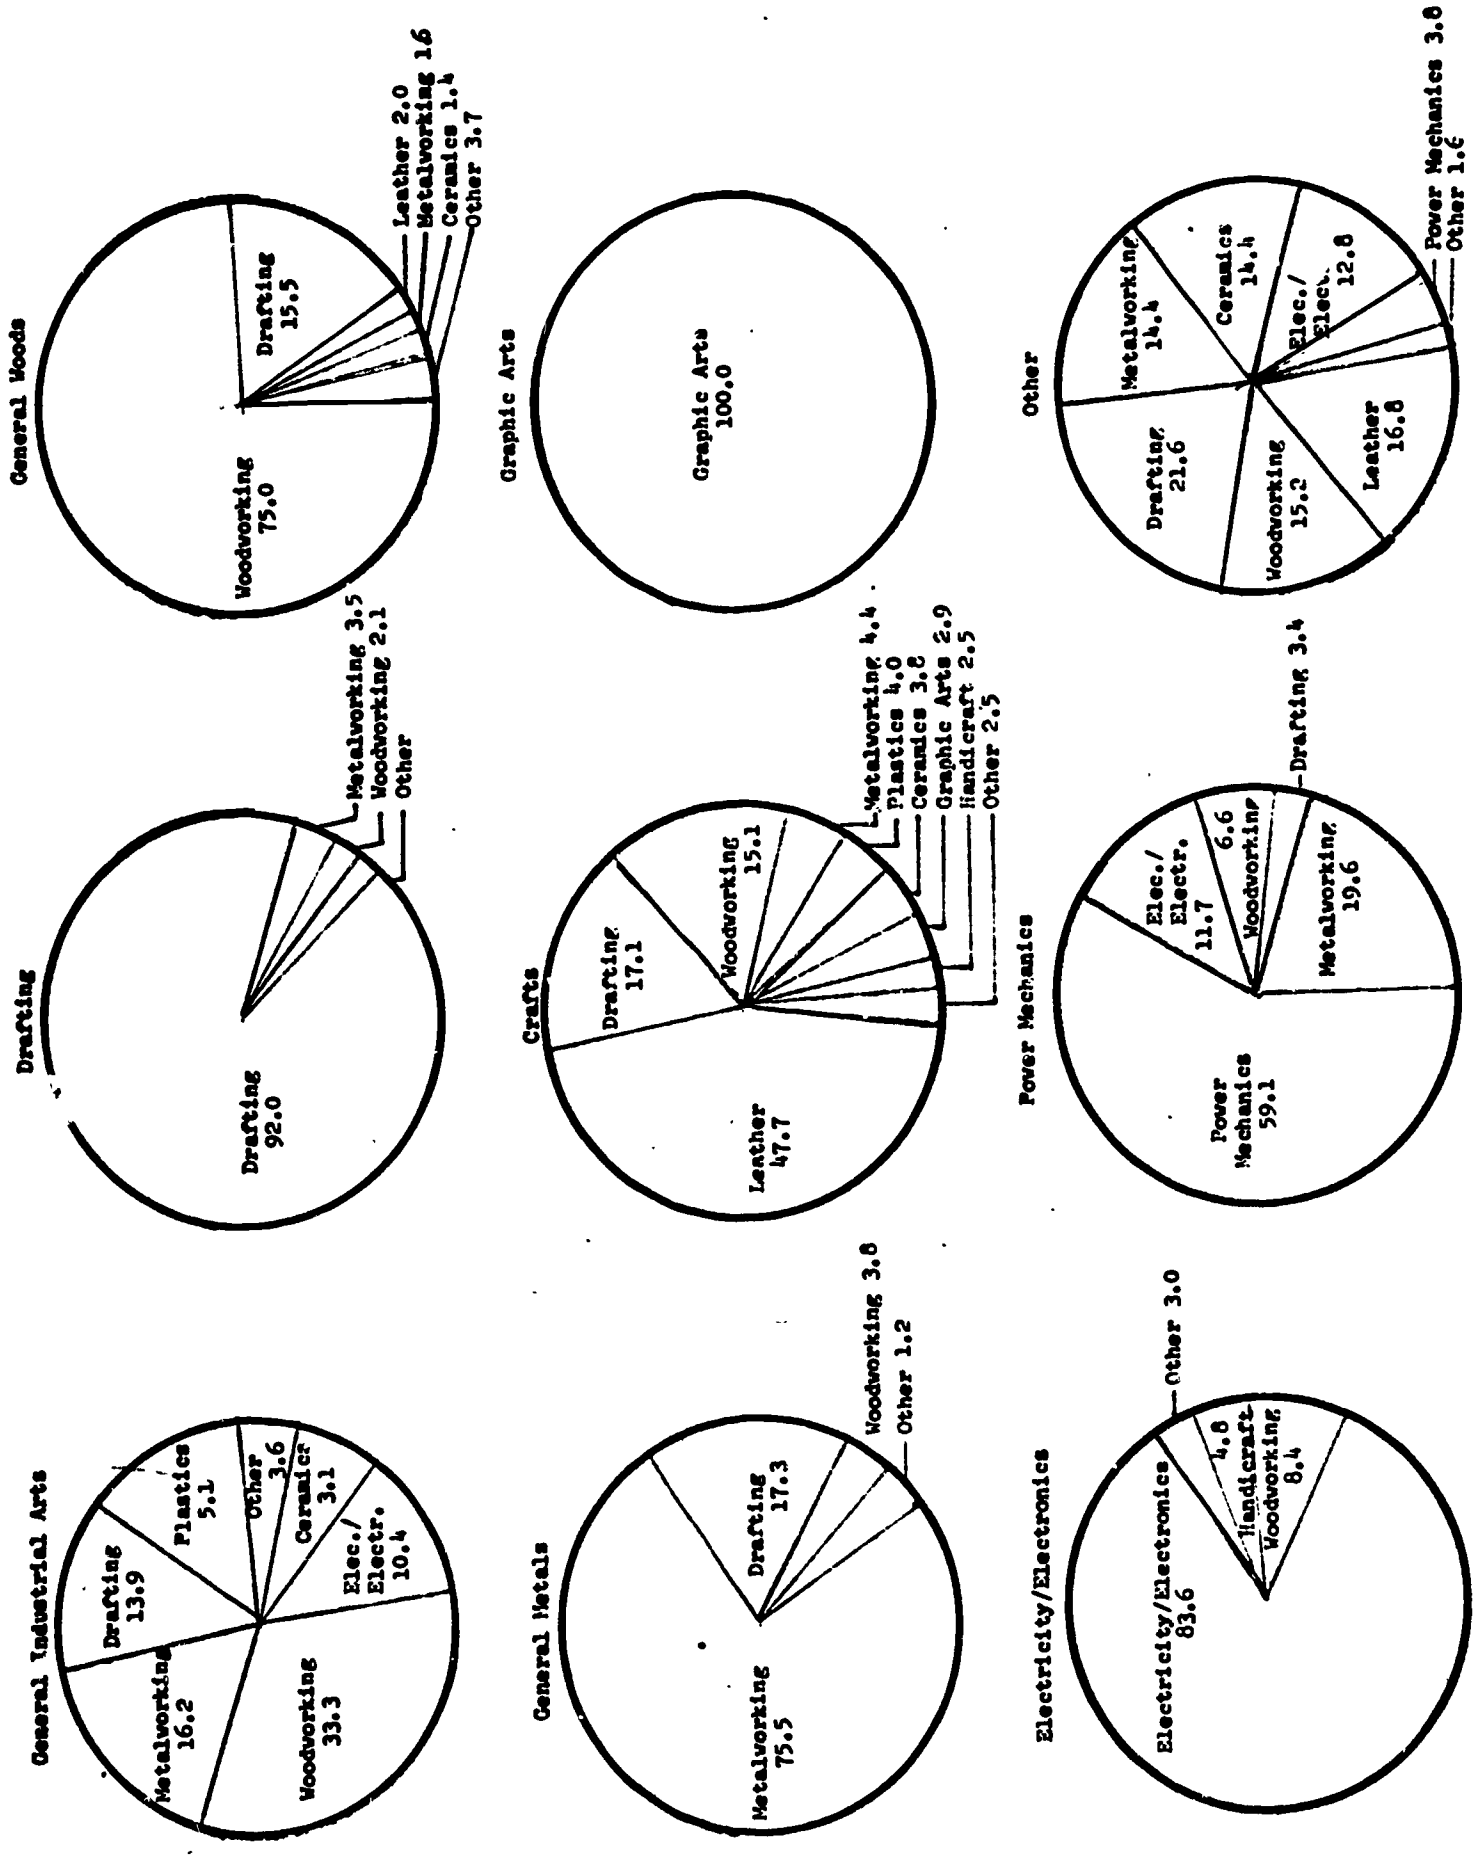 General Industrial Arts
Drafting
13.9
Plastics
5.1
Other
3.6
Ceramics
3.1
Elec./
Electr.
10.4
Woodworking
33.3
Metalworking
16.2
Drafting
Drafting
92.0
Metalworking 3.5
Woodworking 2.1
Other
General Woods
Woodworking
75.0
Drafting
15.5
Leather 2.0
Metalworking 1.6
Ceramics 1.4
Other 3.7
General Metals
Metalworking
75.5
Drafting
17.3
Woodworking 3.8
Other 1.2
Crafts
Leather
47.7
Drafting
17.1
Woodworking
15.1
Metalworking 4.4
Plastics 4.0
Ceramics 3.8
Graphic Arts 2.9
Handicraft 2.5
Other 2.5
Graphic Arts
Graphic Arts
100.0
Electricity/Electronics
Electricity/Electronics
83.6
Other 3.0
4.8
Handicraft
Woodworking
8.4
Power Mechanics
Power
Mechanics
59.1
Elec./
Electr.
11.7
6.6
Woodworking
Drafting 3.4
Metalworking
19.6
Other
Drafting
21.6
Metalworking
14.4
Ceramics
14.4
Elec./
Elect.
12.8
Power Mechanics 3.8
Other 1.6
Leather
16.8
Woodworking
15.2